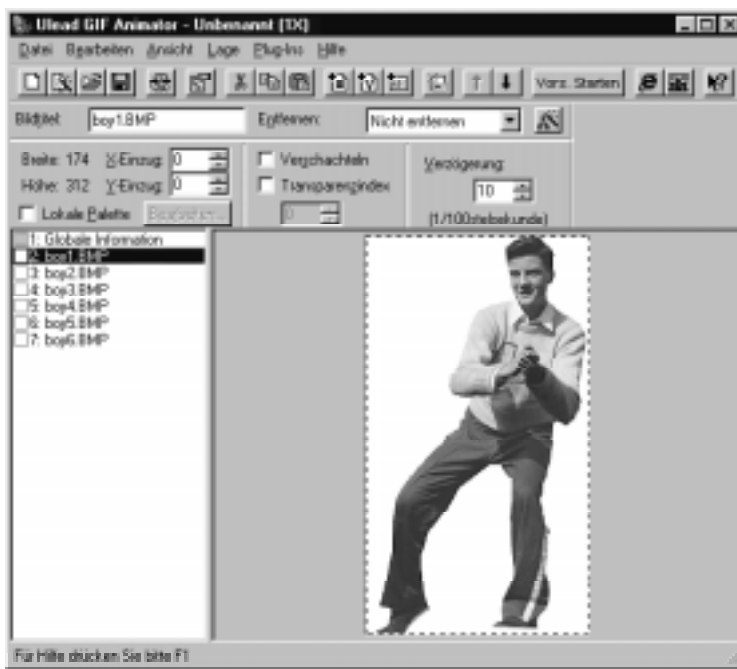 Ulead GIF Animator - Unbenannt [1X]
Datei Bearbeiten Ansicht Lage Plug-Ins Hilfe
Vors. Starten
Bildtitel: boy1.BMP Entfernen: Nicht entfernen
Breite: 174 X-Einzug: 0 Verschachteln Verzögerung:
Höhe: 312 Y-Einzug: 0 Transparenzindex 10
Lokale Palette Bearbeiten... 0 (1/100stelsekunde)
1: Globale Information
2: boy1.BMP
3: boy2.BMP
4: boy3.BMP
5: boy4.BMP
6: boy5.BMP
7: boy6.BMP
Für Hilfe drücken Sie bitte F1